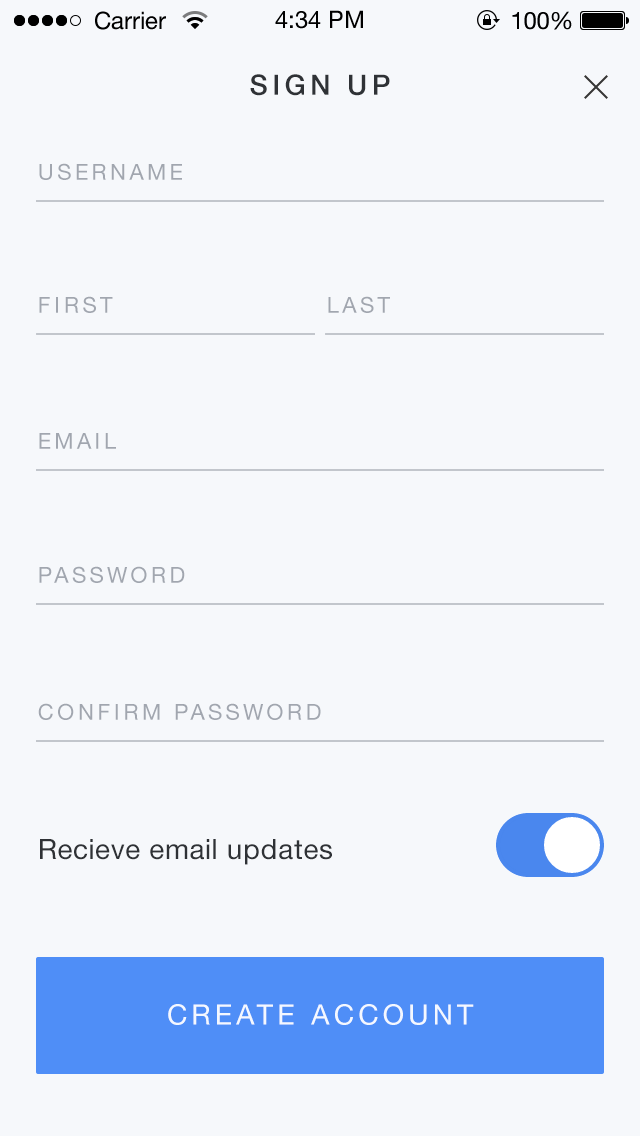 Carrier 4:34 PM 100%
SIGN UP
USERNAME
FIRST LAST
EMAIL
PASSWORD
CONFIRM PASSWORD
Recieve email updates
CREATE ACCOUNT